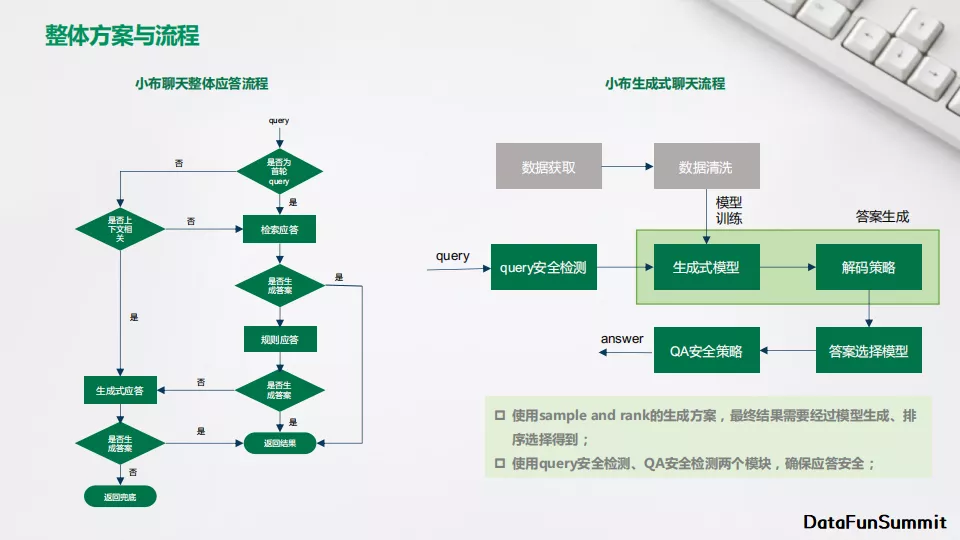 整体方案与流程
小布聊天整体应答流程
query
是否为
首轮
query
否
是
是否上
下文相
关
否
检索应答
是否生
成答案
是
规则应答
是
否
是否生
成答案
生成式应答
是
是否生
成答案
是
返回结果
否
返回兜底
小布生成式聊天流程
数据获取
数据清洗
模型
训练
答案生成
query
query安全检测
生成式模型
解码策略
answer
QA安全策略
答案选择模型
使用sample and rank的生成方案，最终结果需要经过模型生成、排
序选择得到；
使用query安全检测、QA安全检测两个模块，确保应答安全；
DataFunSummit